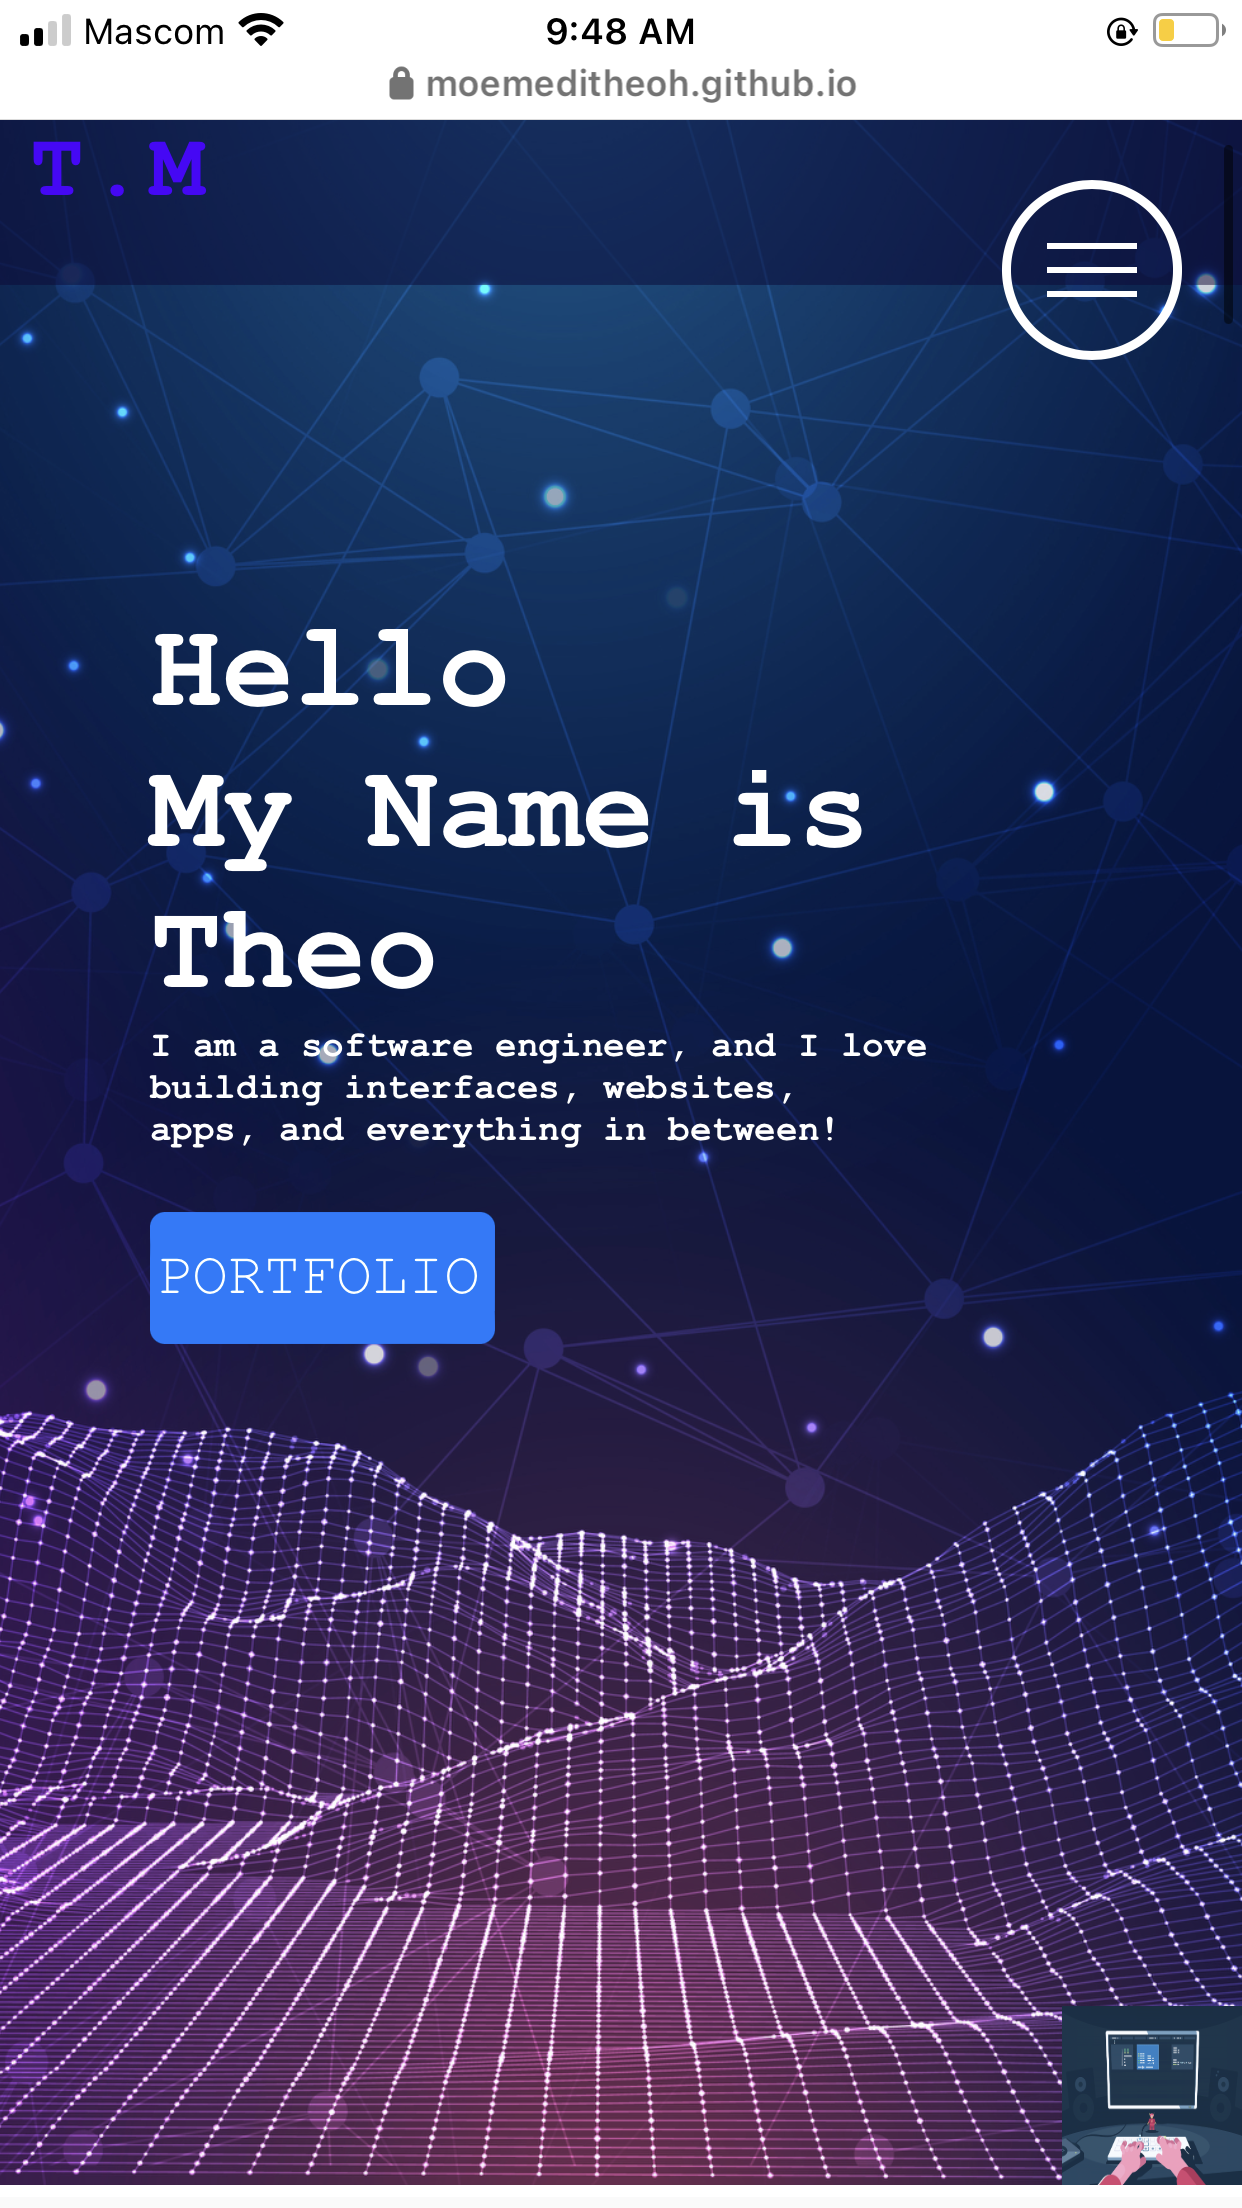 Mascom
9:48 AM
moemeditheoh.github.io
T.M
Hello
My Name is
Theo
I am a software engineer, and I love
building interfaces, websites,
apps, and everything in between!
PORTFOLIO